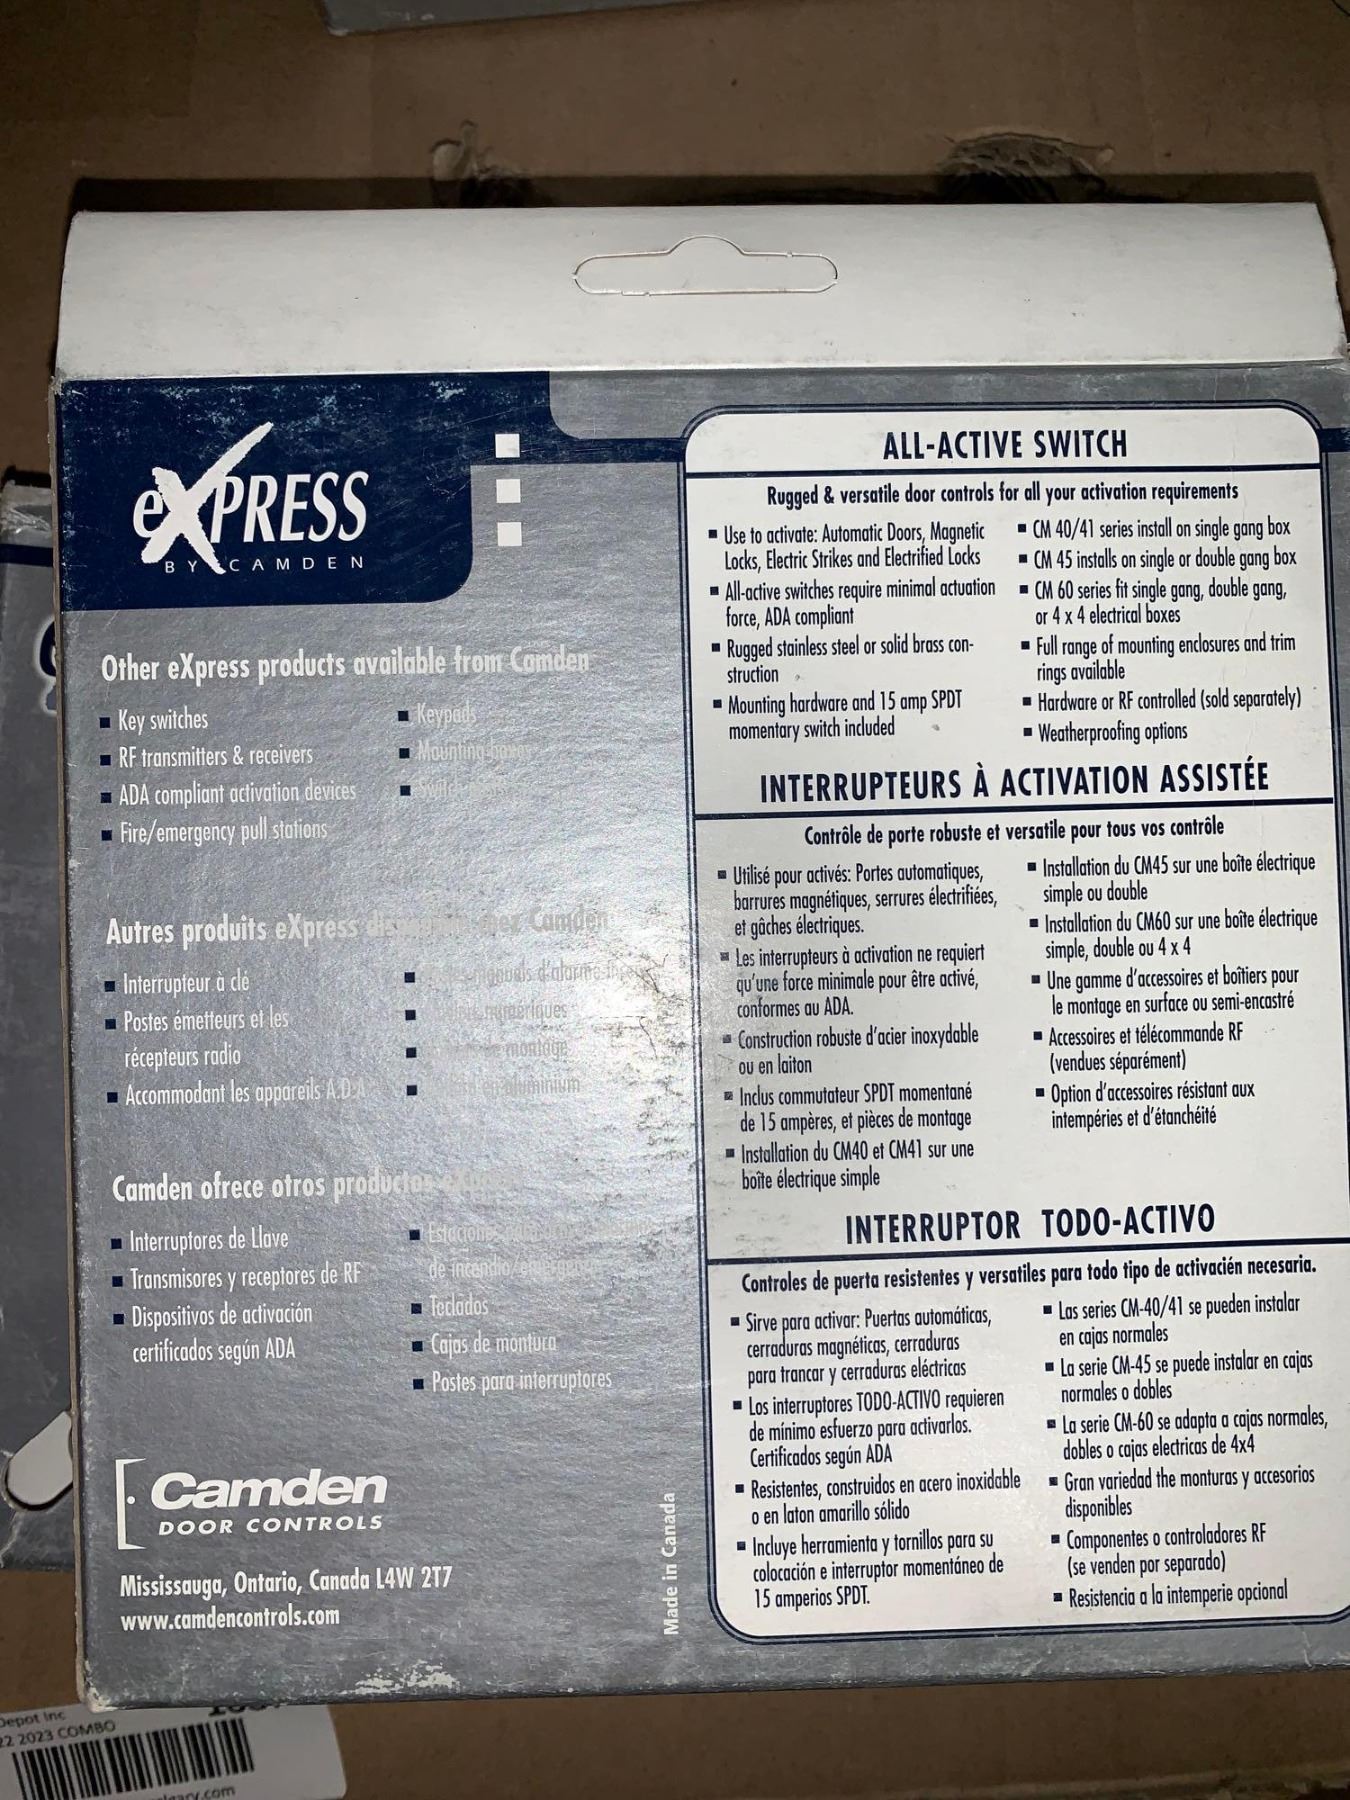 eXPRESS
BY CAMDEN
Other eXpress products available from Camden
Key switches
RF transmitters & receivers
ADA compliant activation devices
Fire/emergency pull stations
Keypads
Mounting boxes
Switch
Autres produits eXpress chez Camden
Interrupteur à clé
Postes émetteurs et les
récepteurs radio
Accommodant les appareils A.D.A
manuels d'alarme
numériques
de montage
en aluminium
Camden ofrece otros productos eXpress
Interruptores de Llave
Transmisores y receptores de RF
Dispositivos de activación
certificados según ADA
Estaciones
de incendio
Teclados
Cajas de montura
Postes para interruptores
Camden
DOOR CONTROLS
Mississauga, Ontario, Canada L4W 2T7
www.camdencontrols.com
Made in Canada
ALL-ACTIVE SWITCH
Rugged & versatile door controls for all your activation requirements
Use to activate: Automatic Doors, Magnetic
Locks, Electric Strikes and Electrified Locks
All-active switches require minimal actuation
force, ADA compliant
Rugged stainless steel or solid brass con-
struction
Mounting hardware and 15 amp SPDT
momentary switch included
CM 40/41 series install on single gang box
CM 45 installs on single or double gang box
CM 60 series fit single gang, double gang,
or 4 x 4 electrical boxes
Full range of mounting enclosures and trim
rings available
Hardware or RF controlled (sold separately)
Weatherproofing options
INTERRUPTEURS À ACTIVATION ASSISTÉE
Contrôle de porte robuste et versatile pour tous vos contrôle
Utilisé pour activés: Portes automatiques,
barrures magnétiques, serrures électrifiées,
et gâches électriques.
Les interrupteurs à activation ne requiert
qu'une force minimale pour être activé,
conformes au ADA.
Construction robuste d'acier inoxydable
ou en laiton
Inclus commutateur SPDT momentané
de 15 ampères, et pièces de montage
Installation du CM40 et CM41 sur une
boîte électrique simple
Installation du CM45 sur une boîte électrique
simple ou double
Installation du CM60 sur une boîte électrique
simple, double ou 4 x 4
Une gamme d'accessoires et boîtiers pour
le montage en surface ou semi-encastré
Accessoires et télécommande RF
(vendues séparément)
Option d'accessoires résistant aux
intempéries et d'étanchéité
INTERRUPTOR TODO-ACTIVO
Controles de puerta resistentes y versatiles para todo tipo de activacién necesaria.
Sirve para activar: Puertas automáticas,
cerraduras magnéticas, cerraduras
para trancar y cerraduras eléctricas
Los interruptores TODO-ACTIVO requieren
de mínimo esfuerzo para activarlos.
Certificados según ADA
Resistentes, construidos en acero inoxidable
o en laton amarillo sólido
Incluye herramienta y tornillos para su
colocación e interruptor momentáneo de
15 amperios SPDT.
Las series CM-40/41 se pueden instalar
en cajas normales
La serie CM-45 se puede instalar en cajas
normales o dobles
La serie CM-60 se adapta a cajas normales,
dobles o cajas electricas de 4x4
Gran variedad the monturas y accesorios
disponibles
Componentes o controladores RF
(se venden por separado)
Resistencia a la intemperie opcional
Depot Inc
22 2023 COMBO
.com